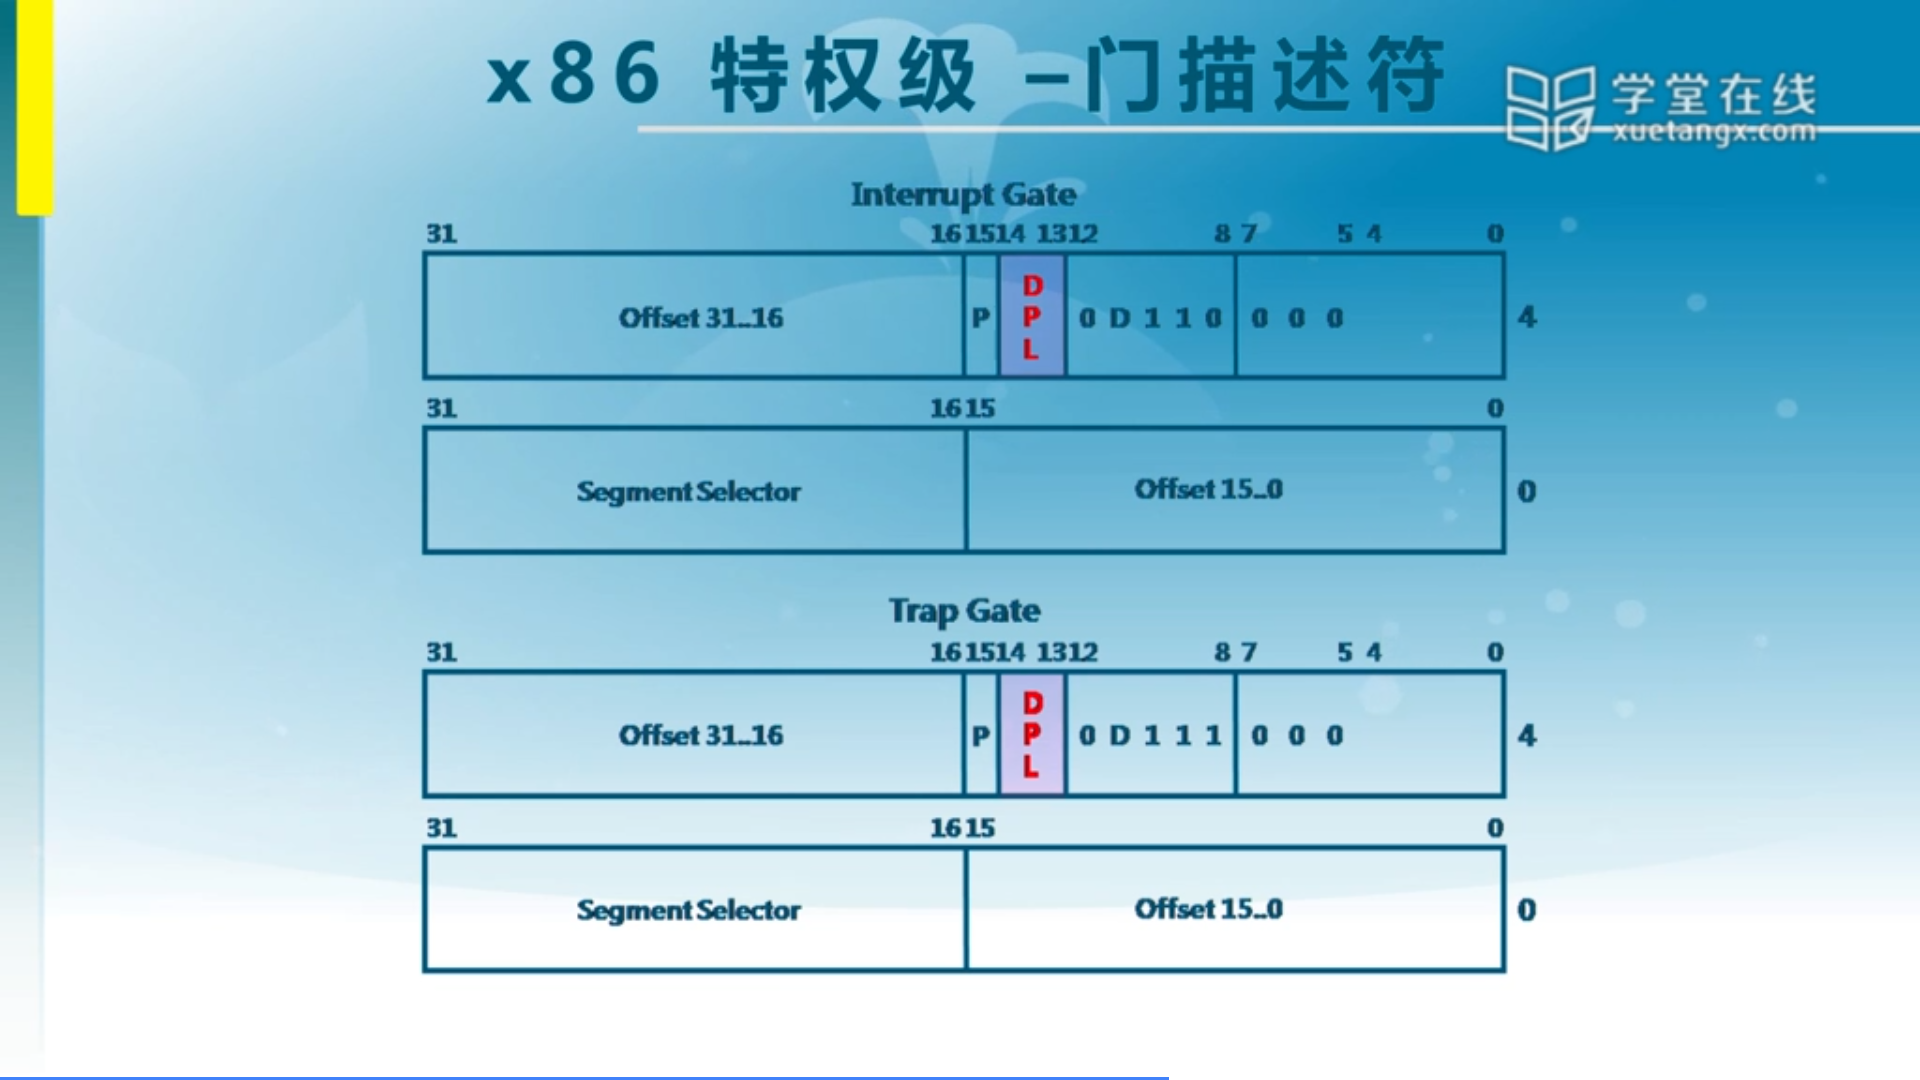 x86 特权级 –门描述符
学堂在线
xuetangx.com
Interrupt Gate
31 16 15 14 13 12 8 7 5 4 0
Offset 31..16 P DPL 0 D 1 1 0 0 0 0 4
31 16 15 0
Segment Selector Offset 15..0 0
Trap Gate
31 16 15 14 13 12 8 7 5 4 0
Offset 31..16 P DPL 0 D 1 1 1 0 0 0 4
31 16 15 0
Segment Selector Offset 15..0 0